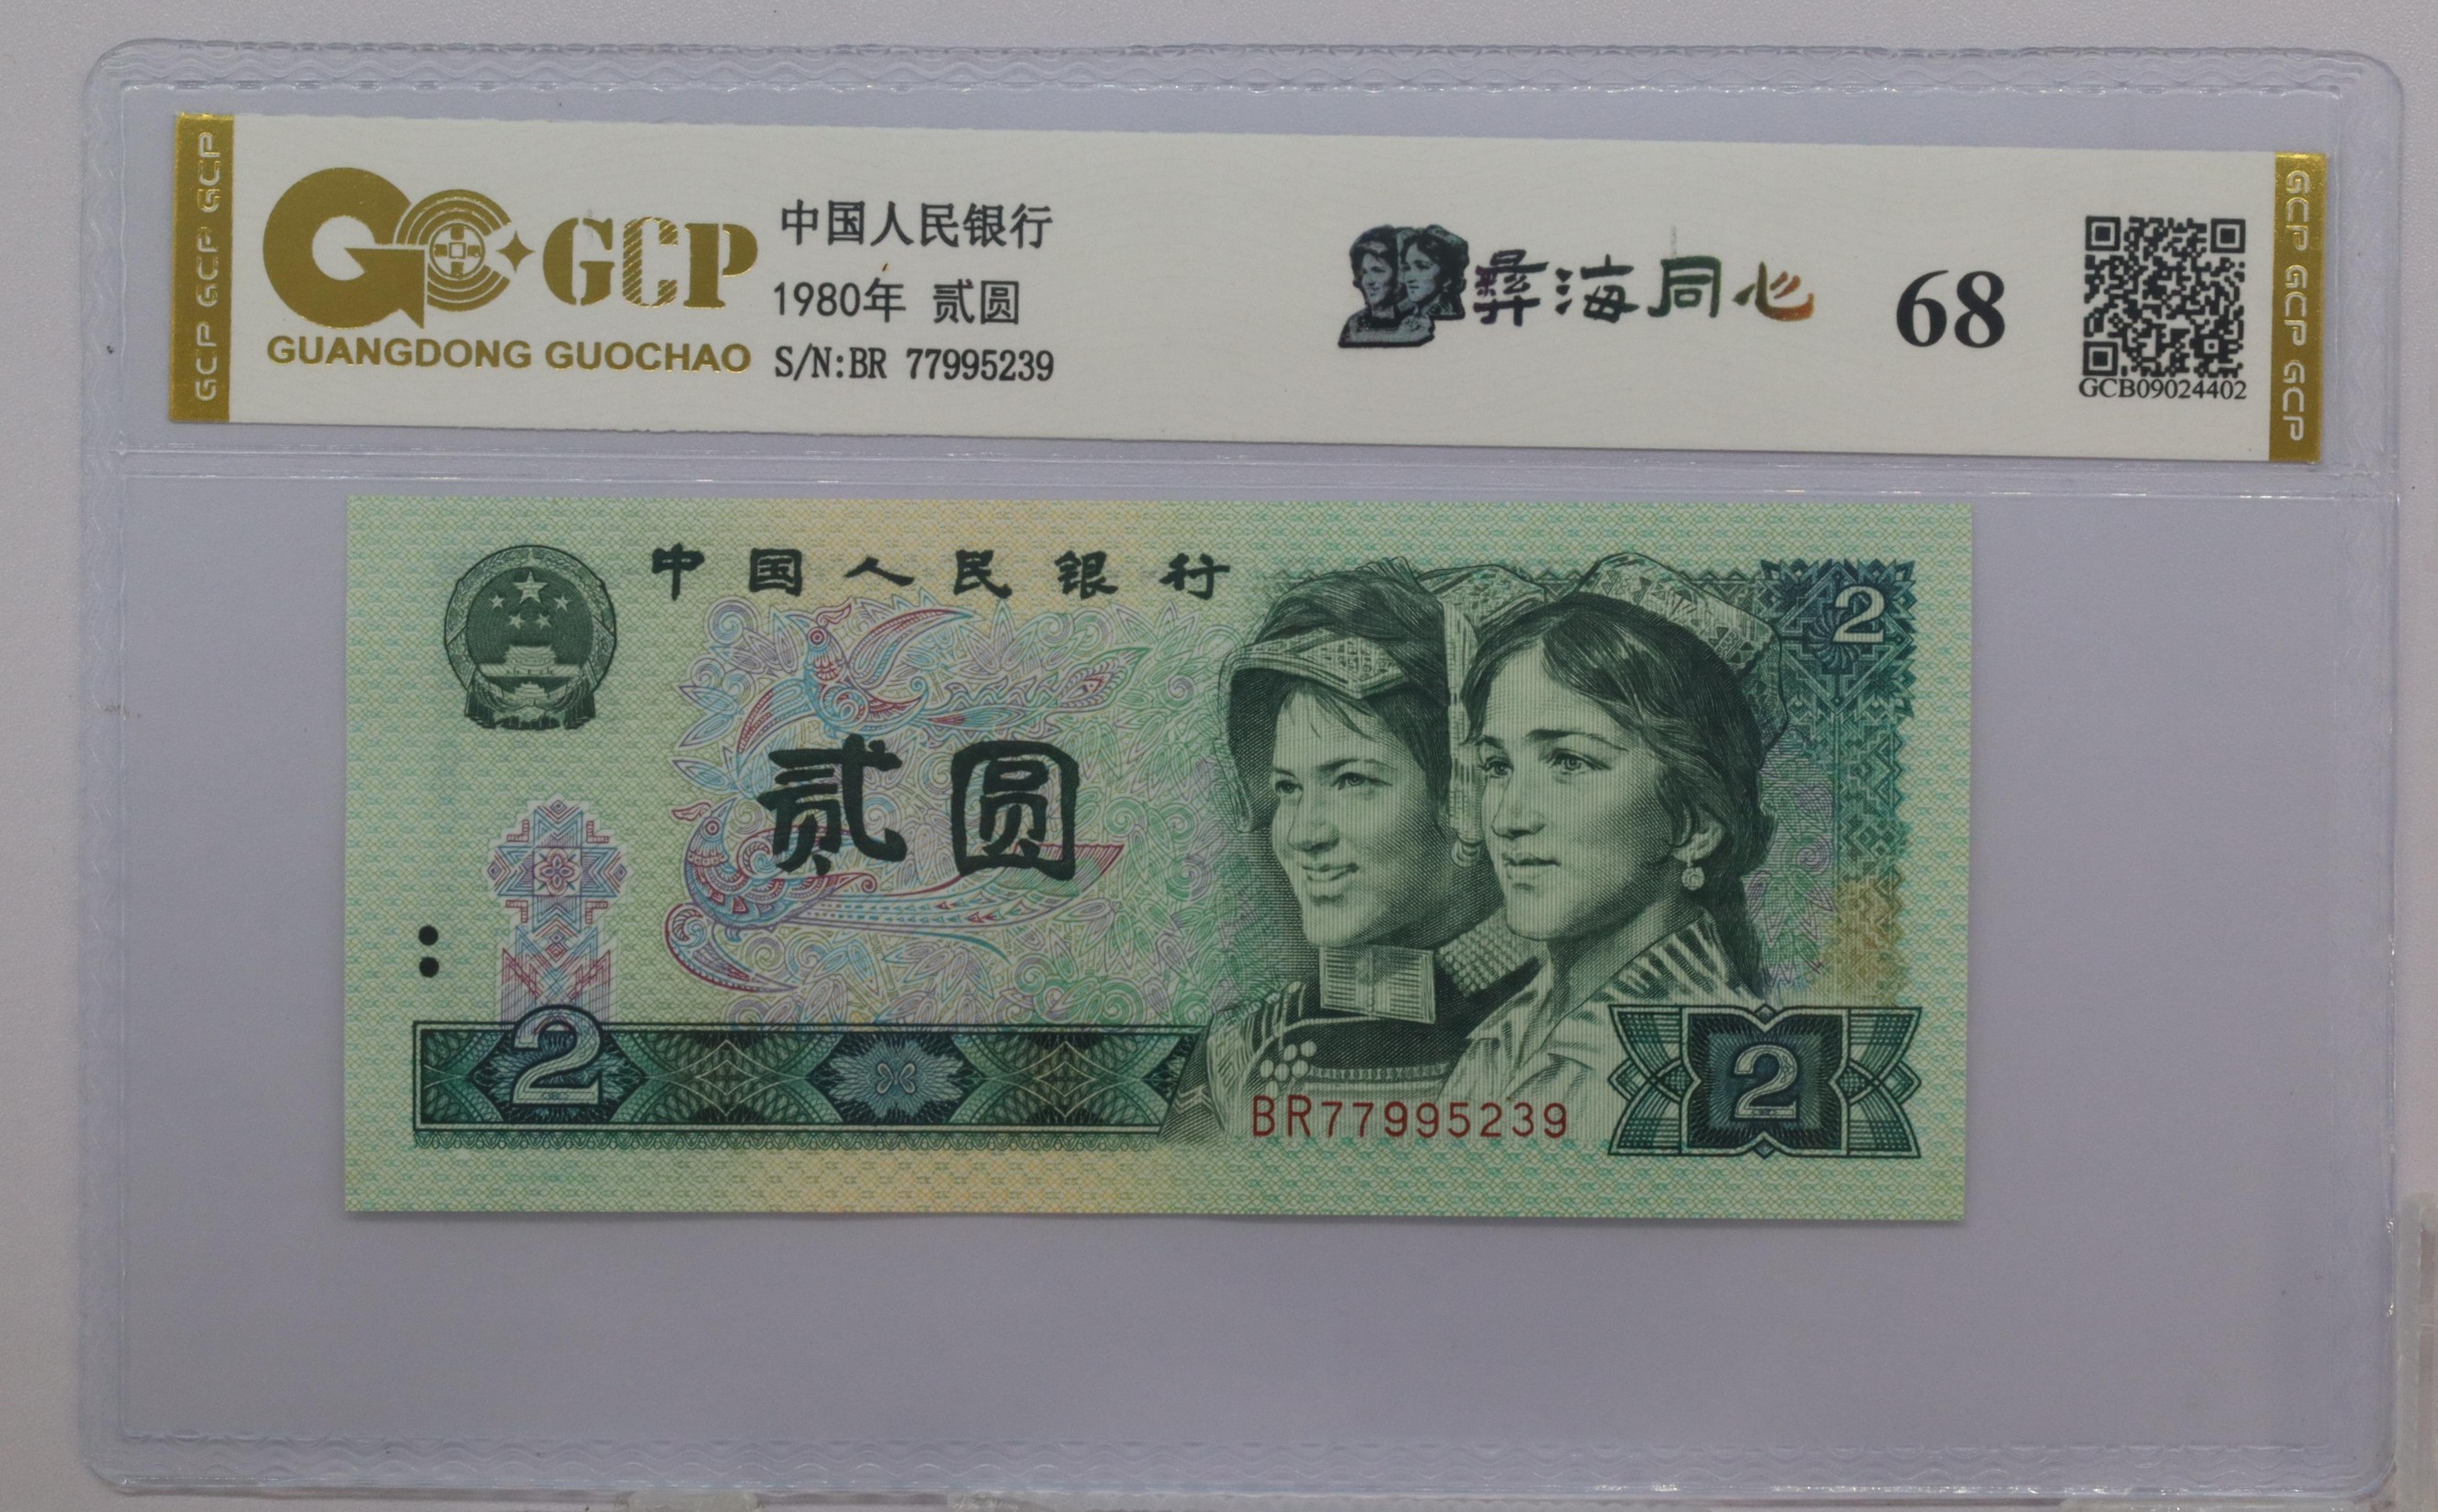 GCP GCP GCP
GCP
GUANGDONG GUOCHAO
中国人民银行
1980年 贰圆
S/N:BR 77995239
彝海同心
68
GCB09024402
GCP GCP GCP
中国人民银行
2
贰圆
2
BR77995239
2